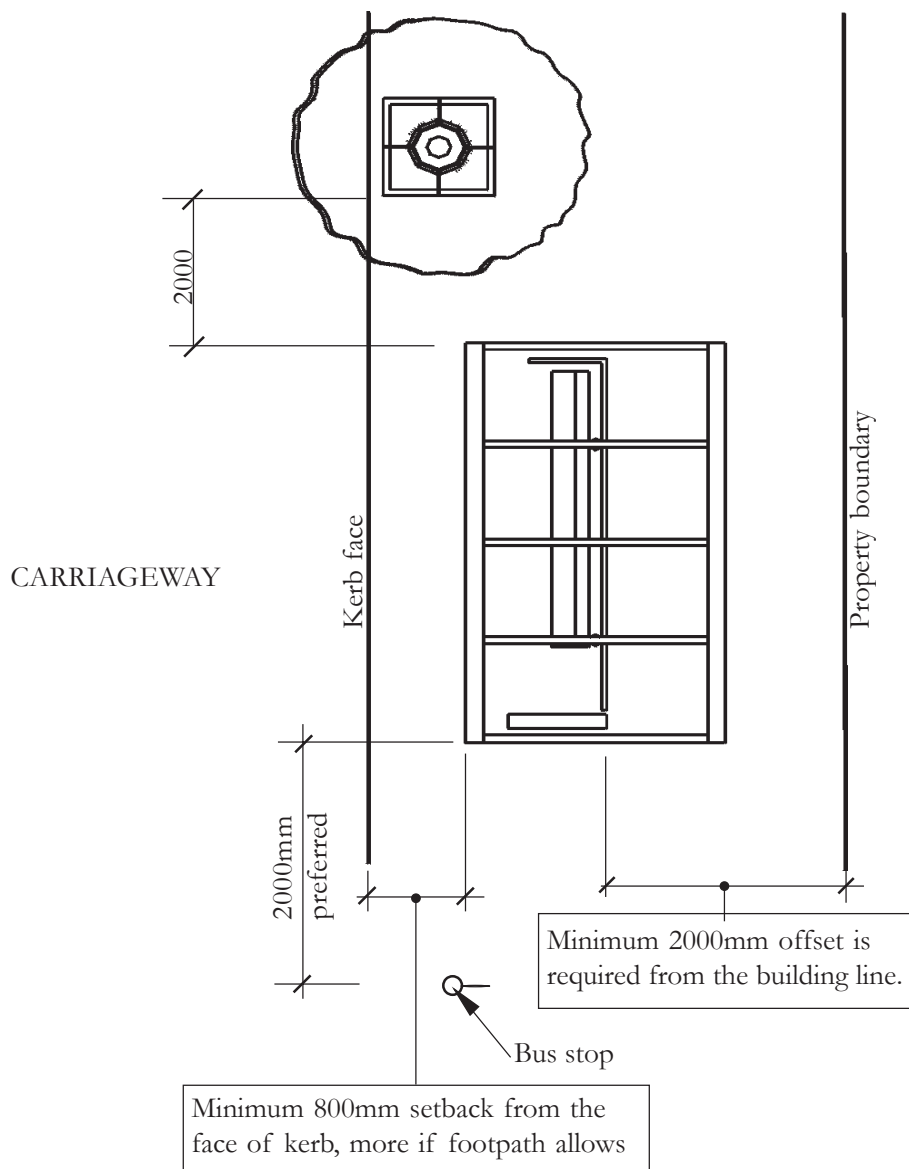 2000
Kerb face
Property boundary
CARRIAGEWAY
2000mm
preferred
Minimum 2000mm offset is
required from the building line.
Bus stop
Minimum 800mm setback from the
face of kerb, more if footpath allows